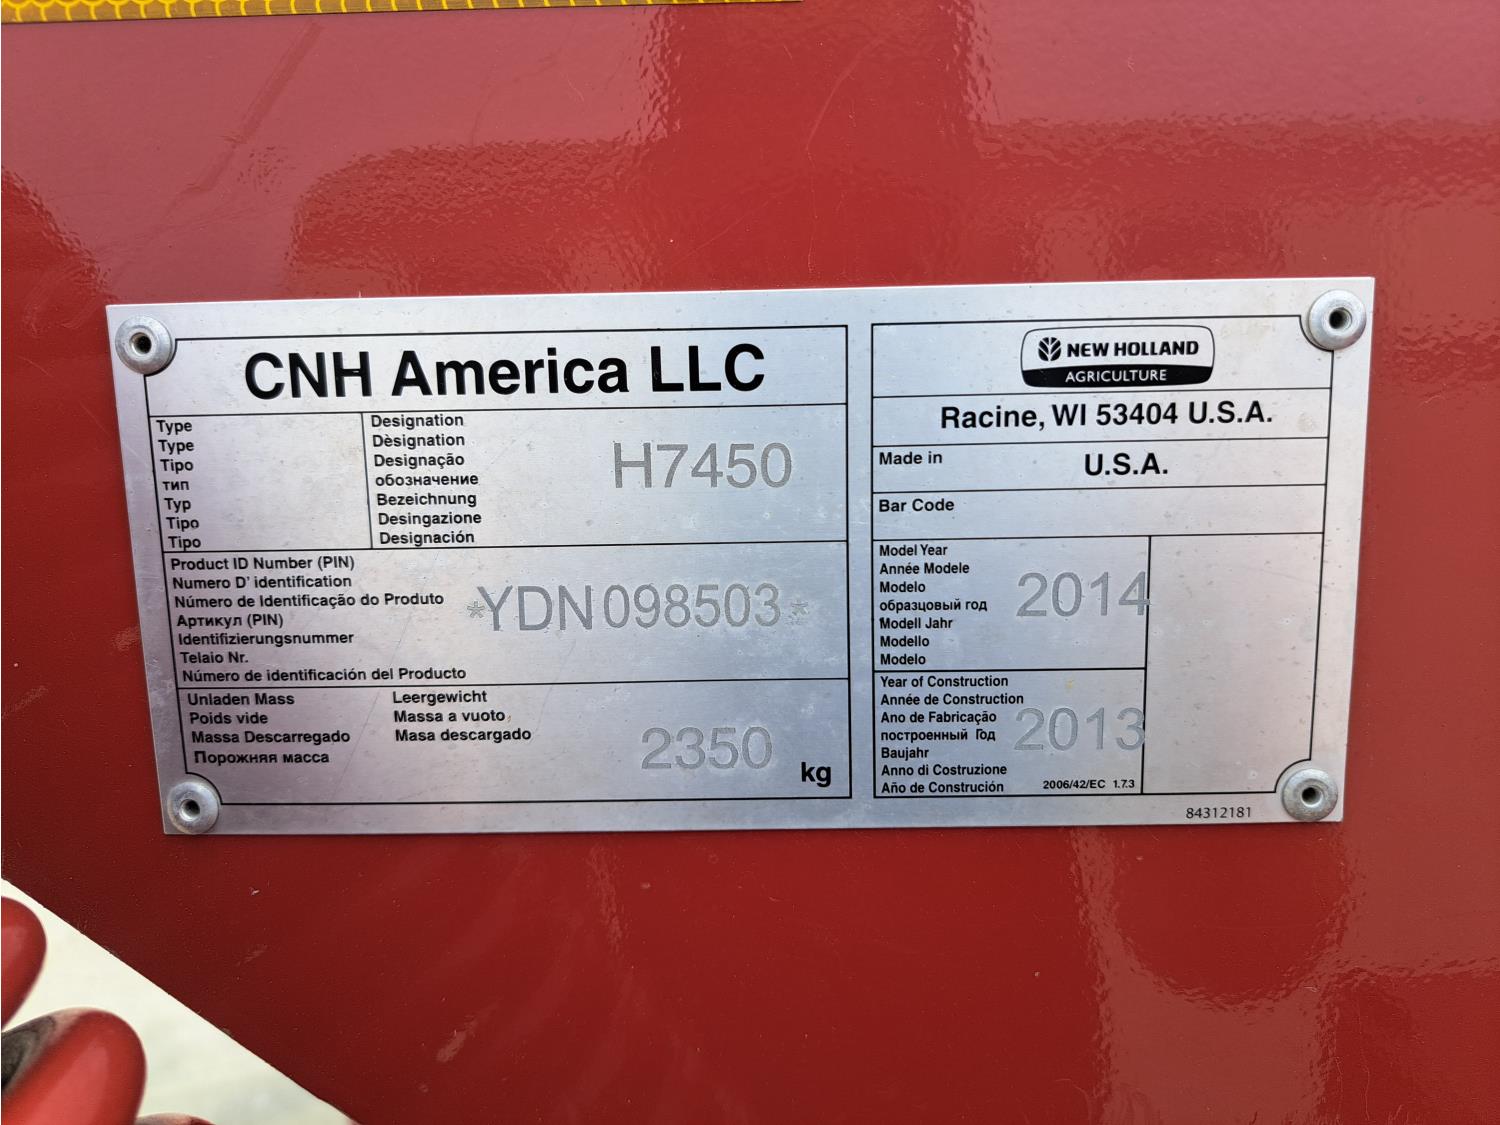 CNH America LLC
Type
Type
Tipo
тип
Typ
Tipo
Tipo
Designation
Dèsignation
Designação
обозначение
Bezeichnung
Desingazione
Designación
H7450
Product ID Number (PIN)
Numero D' identification
Número de Identificação do Produto
Артикул (PIN)
Identifizierungsnummer
Telaio Nr.
Número de identificación del Producto
*YDN098503*
Unladen Mass
Poids vide
Massa Descarregado
Порожняя масса
Leergewicht
Massa a vuoto
Masa descargado
2350
kg
NEW HOLLAND
AGRICULTURE
Racine, WI 53404 U.S.A.
Made in
U.S.A.
Bar Code
Model Year
Année Modele
Modelo
образцовый год
Modell Jahr
Modello
Modelo
2014
Year of Construction
Année de Construction
Ano de Fabricação
построенный Год
Baujahr
Anno di Costruzione
Año de Construción
2013
2006/42/EC 1.7.3
84312181